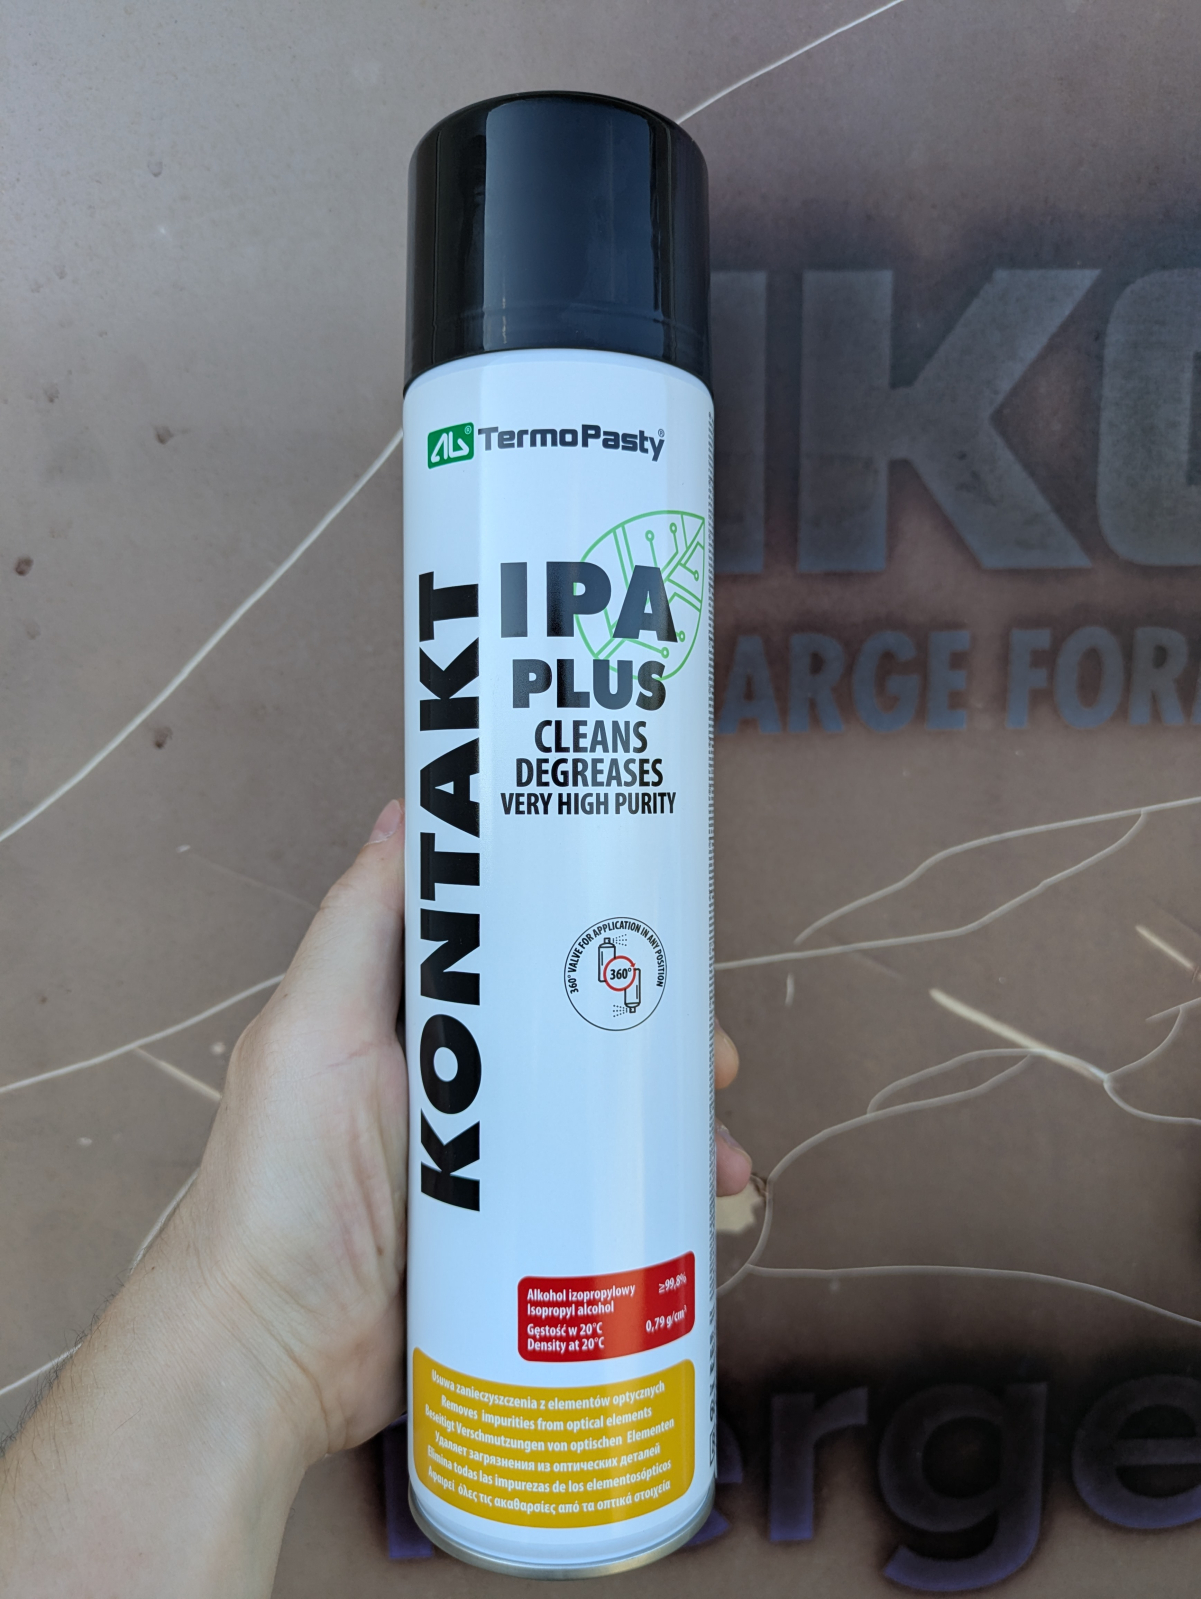 AG® TermoPasty®
KONTAKT
IPA
PLUS
CLEANS
DEGREASES
VERY HIGH PURITY
360° VALVE FOR APPLICATION IN ANY POSITION
360°
Alkohol izopropylowy ≥99,8%
Isopropyl alcohol
Gęstość w 20°C 0,79 g/cm³
Density at 20°C
Usuwa zanieczyszczenia z elementów optycznych
Removes impurities from optical elements
Beseitigt Verschmutzungen von optischen Elementen
Удаляет загрязнения из оптических деталей
Elimina todas las impurezas de los elementosópticos
Αφαιρεί όλες τις ακαθαρσίες από τα οπτικά στοιχεία
IKO
ARGE FOR
erge